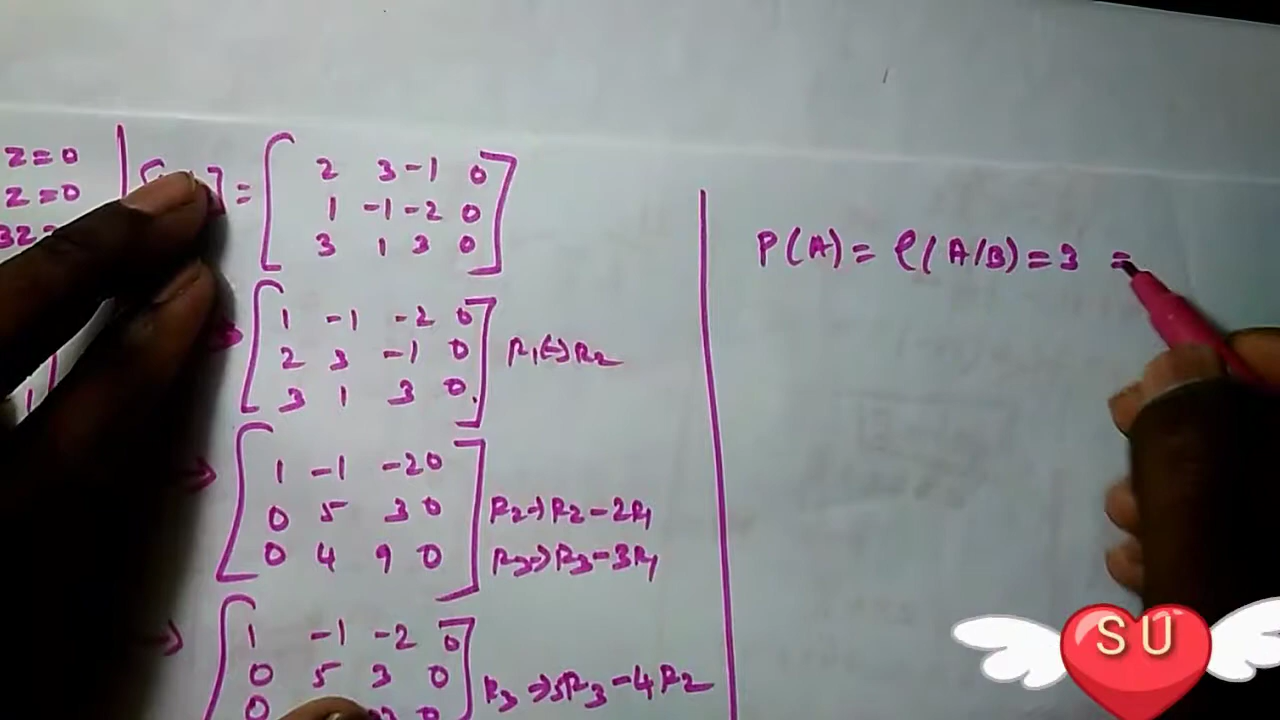 z=0
z=0
3z
] = [ 2 3 -1 0
1 -1 -2 0
3 1 3 0 ]
→ [ 1 -1 -2 0
2 3 -1 0
3 1 3 0 ] R₁↔R₂
→ [ 1 -1 -2 0
0 5 3 0
0 4 9 0 ] R₂→R₂-2R₁
R₃→R₃-3R₁
→ [ 1 -1 -2 0
0 5 3 0
0 0 ] R₃→5R₃-4R₂
P(A) = ρ(A/B) = 3 =
SU